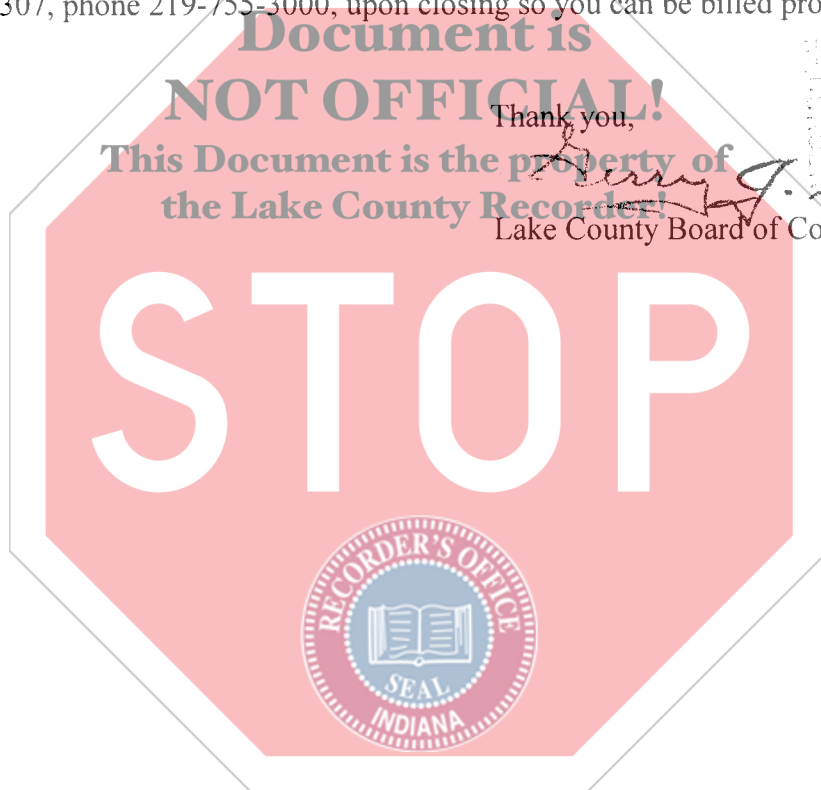 307, phone 219-755-3000, upon closing so you can be billed pro
Document is
NOT OFFICIAL!
Thank you,
This Document is the property of
the Lake County Recorder!
Lake County Board of Co
STOP
RECORDER'S OFFICE
SEAL
INDIANA